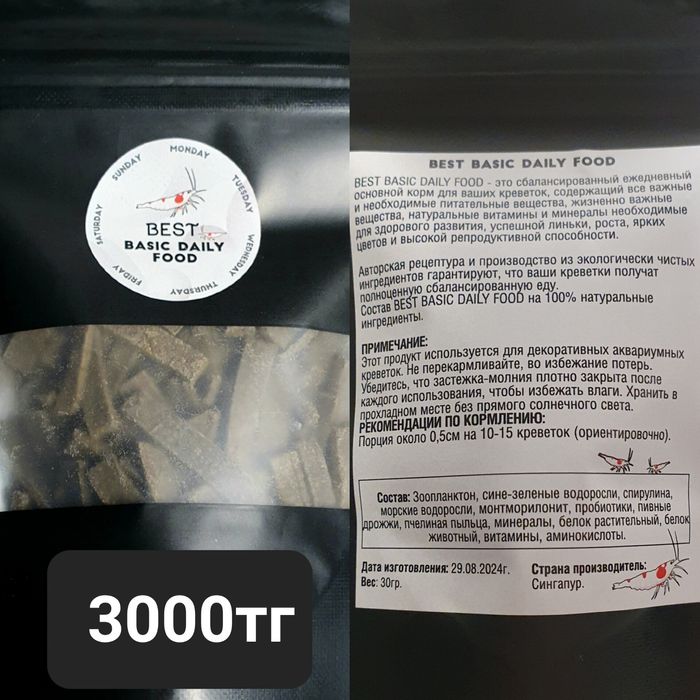 SUNDAY
MONDAY
TUESDAY
WEDNESDAY
THURSDAY
FRIDAY
SATURDAY
BEST
BASIC DAILY
FOOD
3000тг
BEST BASIC DAILY FOOD
BEST BASIC DAILY FOOD - это сбалансированный ежедневный
основной корм для ваших креветок, содержащий все важные
и необходимые питательные вещества, жизненно важные
вещества, натуральные витамины и минералы необходимые
для здорового развития, успешной линьки, роста, ярких
цветов и высокой репродуктивной способности.
Авторская рецептура и производство из экологически чистых
ингредиентов гарантируют, что ваши креветки получат
полноценную сбалансированную еду.
Состав BEST BASIC DAILY FOOD на 100% натуральные
ингредиенты.
ПРИМЕЧАНИЕ:
Этот продукт используется для декоративных аквариумных
креветок. Не перекармливайте, во избежание потерь.
Убедитесь, что застежка-молния плотно закрыта после
каждого использования, чтобы избежать влаги. Хранить в
прохладном месте без прямого солнечного света.
РЕКОМЕНДАЦИИ ПО КОРМЛЕНИЮ:
Порция около 0,5см на 10-15 креветок (ориентировочно).
Состав: Зоопланктон, сине-зеленые водоросли, спирулина,
морские водоросли, монтморилонит, пробиотики, пивные
дрожжи, пчелиная пыльца, минералы, белок растительный, белок
животный, витамины, аминокислоты.
Дата изготовления: 29.08.2024г.
Вес: 30гр.
Страна производитель:
Сингапур.